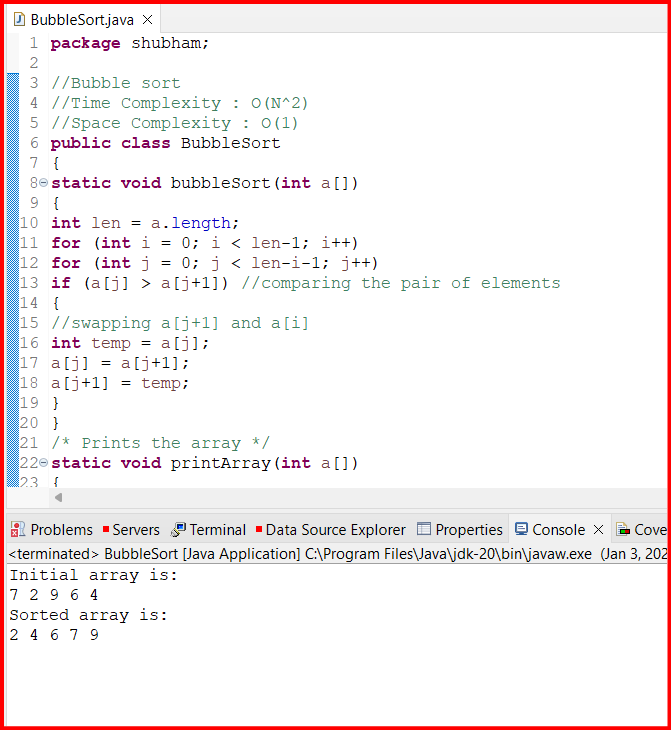 BubbleSort.java
1 package shubham;
2
3 //Bubble sort
4 //Time Complexity : O(N^2)
5 //Space Complexity : O(1)
6 public class BubbleSort
7 {
8 static void bubbleSort(int a[])
9 {
10 int len = a.length;
11 for (int i = 0; i < len-1; i++)
12 for (int j = 0; j < len-i-1; j++)
13 if (a[j] > a[j+1]) //comparing the pair of elements
14 {
15 //swapping a[j+1] and a[i]
16 int temp = a[j];
17 a[j] = a[j+1];
18 a[j+1] = temp;
19 }
20 }
21 /* Prints the array */
22 static void printArray(int a[])
23 {
Problems Servers Terminal Data Source Explorer Properties Console Cove
<terminated> BubbleSort [Java Application] C:\Program Files\Java\jdk-20\bin\javaw.exe (Jan 3, 202
Initial array is:
7 2 9 6 4
Sorted array is:
2 4 6 7 9